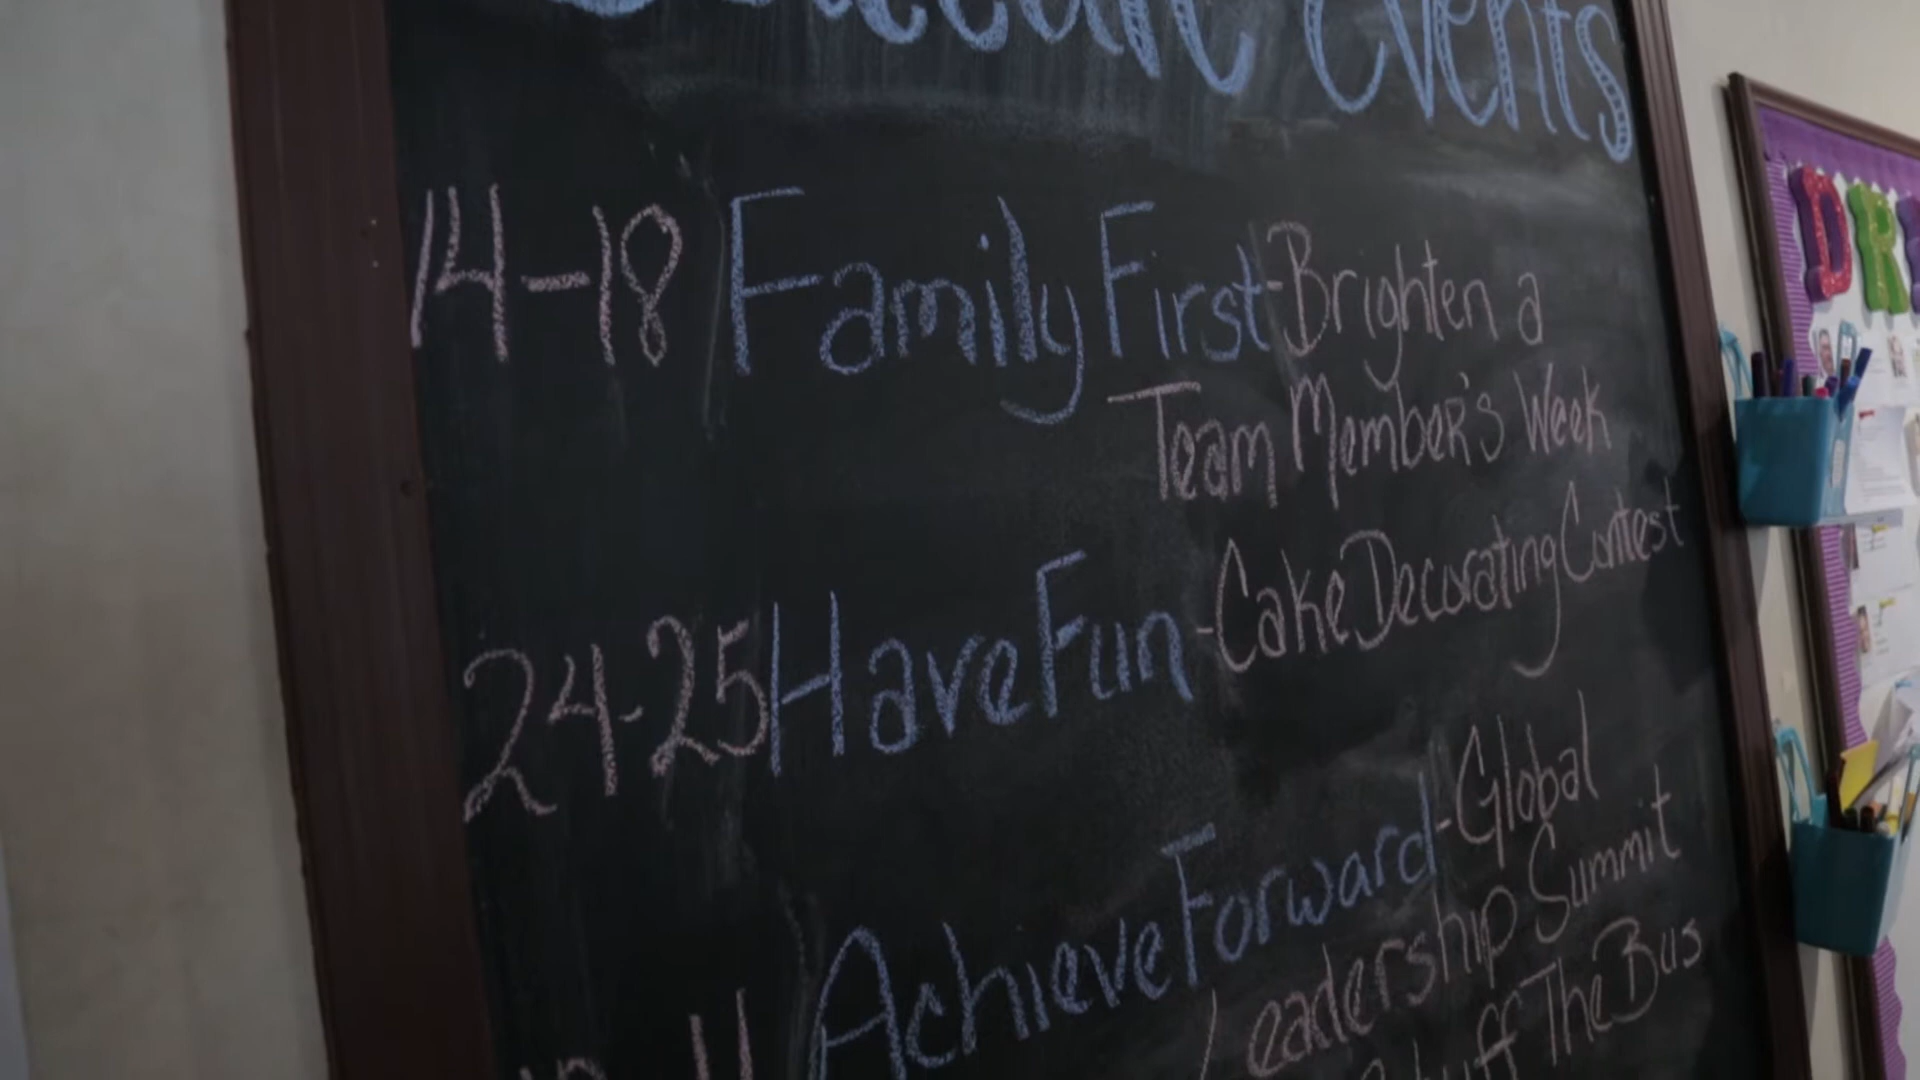 Events
14-18 Family First-Brighten a
Team Member's Week
24-25 Have Fun-Cake Decorating Contest
Achieve Forward-Global
Leadership Summit
Stuff The Bus
DR